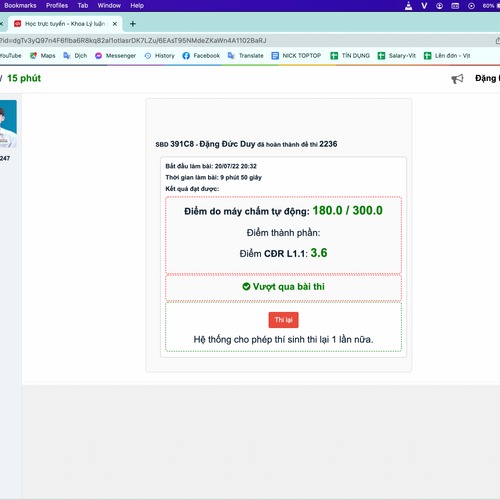 Bookmarks Profiles Tab Window Help
60%
Học trực tuyến - Khoa Lý luận
?id=dgTv3yQ97n4F6fIba6R8kq82al1otlasrDK7LZu/6EAsT95NMdeZKaWn4A1102BaRJ
YouTube Maps Dịch Messenger History Facebook Translate NICK TOPTOP TÍN DỤNG Salary-Vít Lên đơn - Vịt
/ 15 phút
Đặng
247
SBD 391C8 - Đặng Đức Duy đã hoàn thành đề thi 2236
Bắt đầu làm bài: 20/07/22 20:32
Thời gian làm bài: 9 phút 50 giây
Kết quả đạt được:
Điểm do máy chấm tự động: 180.0 / 300.0
Điểm thành phần:
Điểm CĐR L1.1: 3.6
Vượt qua bài thi
Thi lại
Hệ thống cho phép thí sinh thi lại 1 lần nữa.